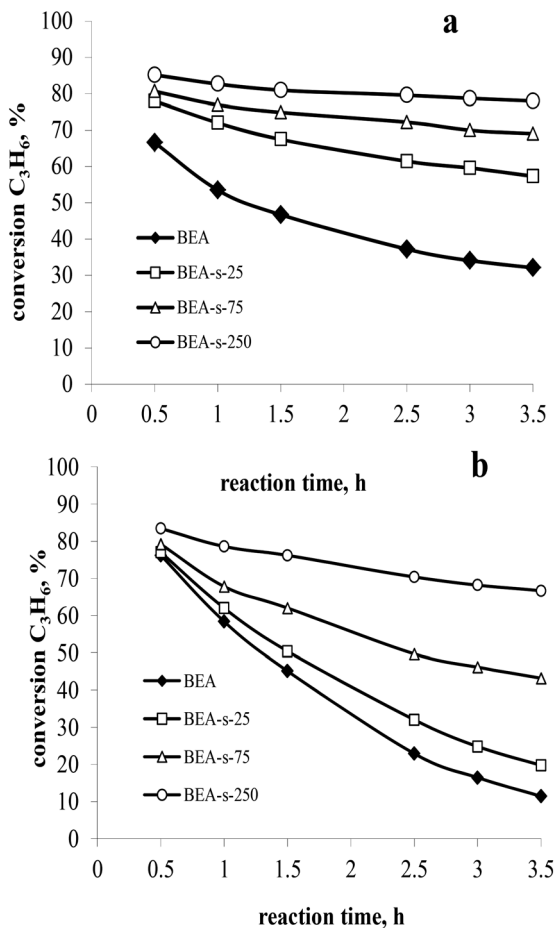 a
conversion C₃H₆, %
100
90
80
70
60
50
40
30
20
10
0
BEA
BEA-s-25
BEA-s-75
BEA-s-250
0 0.5 1 1.5 2 2.5 3 3.5
reaction time, h
b
conversion C₃H₆, %
100
90
80
70
60
50
40
30
20
10
0
BEA
BEA-s-25
BEA-s-75
BEA-s-250
0 0.5 1 1.5 2 2.5 3 3.5
reaction time, h